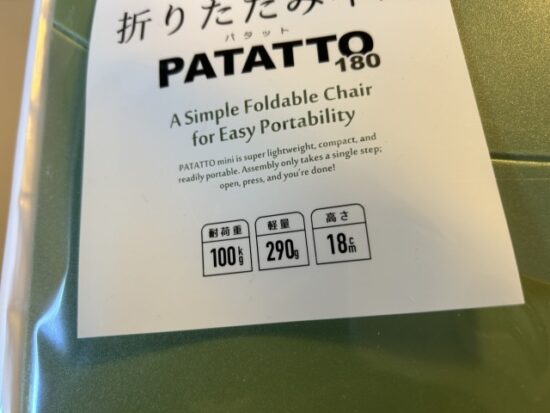 折りたたみ
パタット
PATATTO
180
A Simple Foldable Chair
for Easy Portability
PATATTO mini is super lightweight, compact, and
readily portable. Assembly only takes a single step;
open, press, and you're done!
耐荷重 軽量 高さ
100kg 290g 18cm